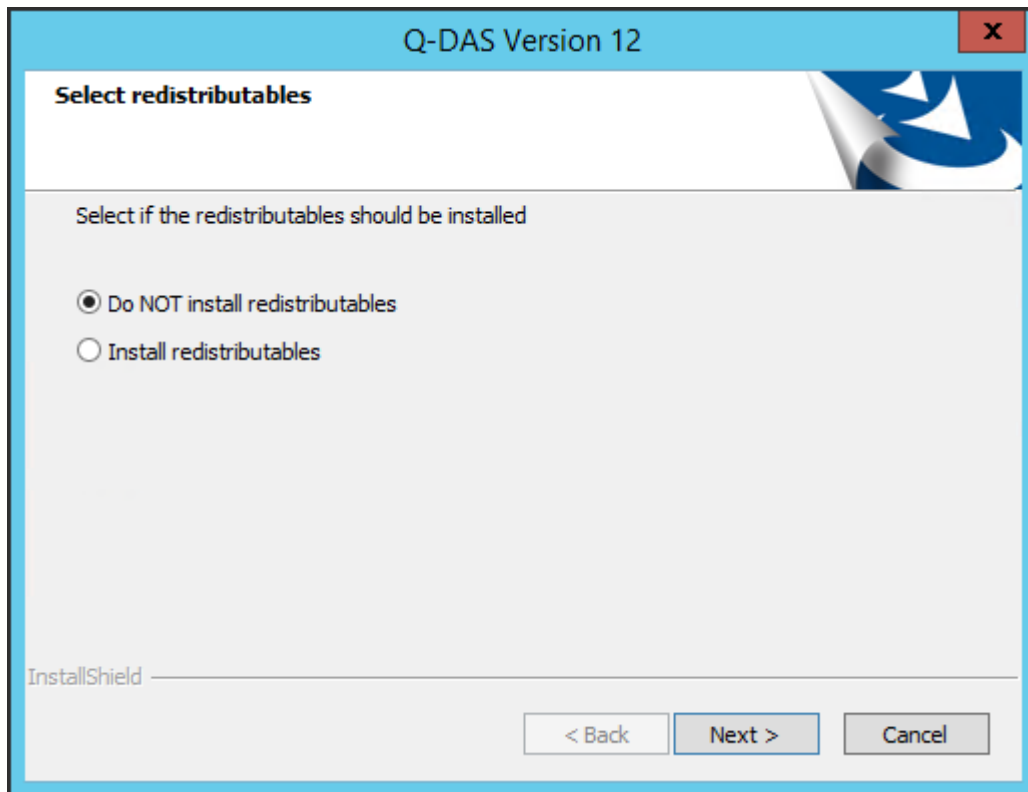 Q-DAS Version 12
x
Select redistributables
Select if the redistributables should be installed
Do NOT install redistributables
Install redistributables
InstallShield
< Back Next > Cancel